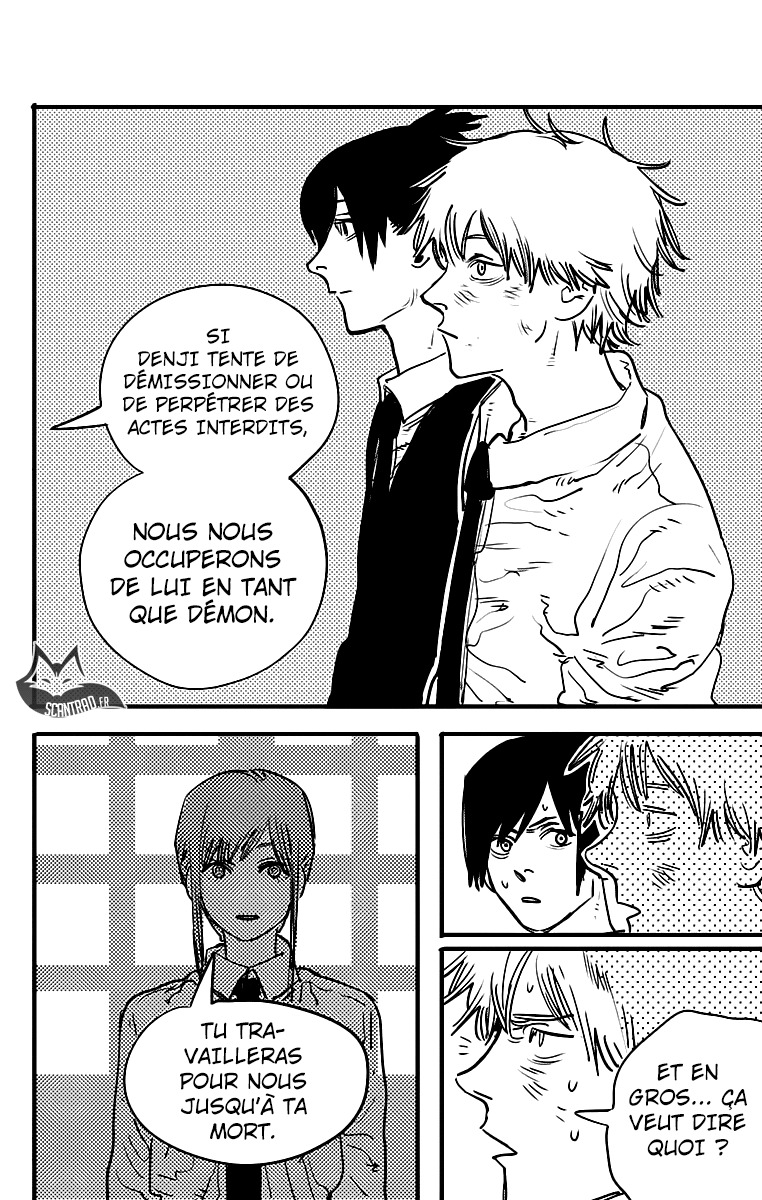 SI
DENJI TENTE DE
DÉMISSIONNER OU
DE PERPÉTRER DES
ACTES INTERDITS,
NOUS NOUS
OCCUPERONS
DE LUI EN TANT
QUE DÉMON.
SCANTRAD.FR
TU TRA-
VAILLERAS
POUR NOUS
JUSQU'À TA
MORT.
ET EN
GROS... ÇA
VEUT DIRE
QUOI ?